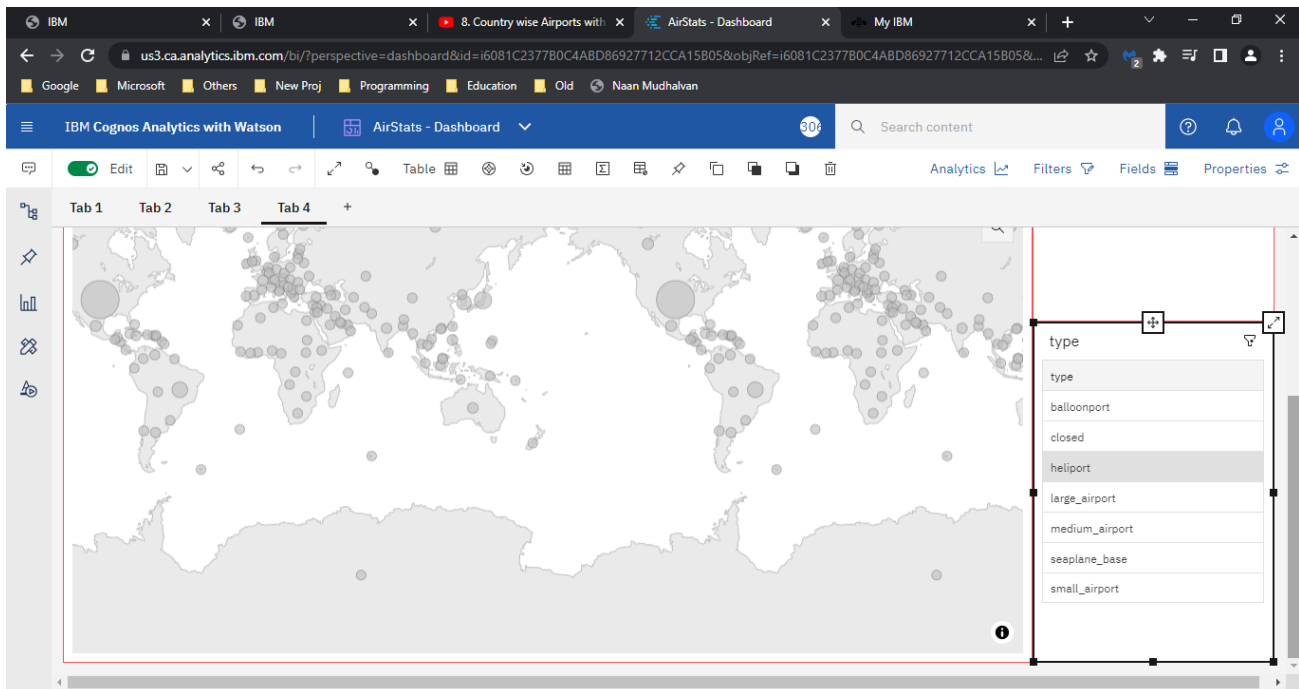 IBM
IBM
8. Country wise Airports with
AirStats - Dashboard
My IBM
us3.ca.analytics.ibm.com/bi/?perspective=dashboard&id=i6081C2377B0C4ABD86927712CCA15B05&objRef=i6081C2377B0C4ABD86927712CCA15B05&...
2
Google Microsoft Others New Proj Programming Education Old Naan Mudhalvan
IBM Cognos Analytics with Watson AirStats - Dashboard 306 Search content
Edit Table Analytics Filters Fields Properties
Tab 1 Tab 2 Tab 3 Tab 4 +
type
type
balloonport
closed
heliport
large_airport
medium_airport
seaplane_base
small_airport